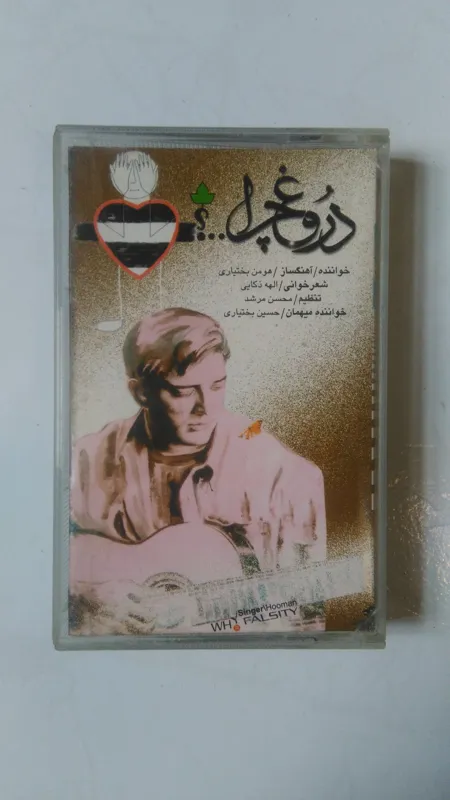 دروغ چرا...؟
خواننده/آهنگساز/هومن بختیاری
شعرخوانی/الهه ذکایی
تنظیم/محسن مرشد
خواننده میهمان/حسین بختیاری
Singer\Hooman
WHY FALSITY